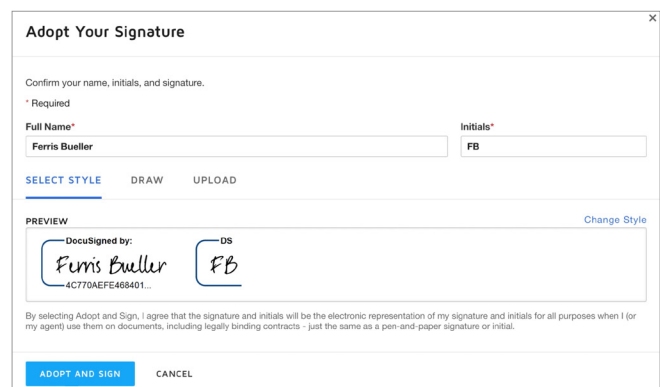 Adopt Your Signature
×
Confirm your name, initials, and signature.
* Required
Full Name* Initials*
Ferris Bueller FB
SELECT STYLE DRAW UPLOAD
PREVIEW Change Style
DocuSigned by: DS
Ferris Bueller FB
4C770AEFE468401...
By selecting Adopt and Sign, I agree that the signature and initials will be the electronic representation of my signature and initials for all purposes when I (or
my agent) use them on documents, including legally binding contracts - just the same as a pen-and-paper signature or initial.
ADOPT AND SIGN CANCEL